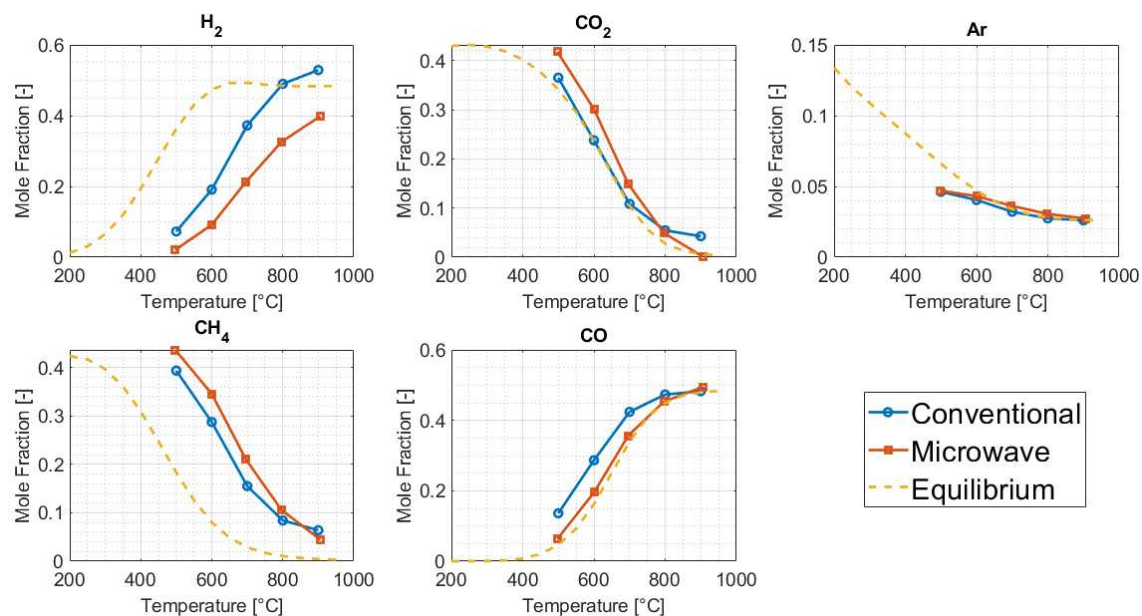 H2
Mole Fraction [-]
0.6
0.4
0.2
0
200 400 600 800 1000
Temperature [°C]
CO2
Mole Fraction [-]
0.4
0.3
0.2
0.1
0
200 400 600 800 1000
Temperature [°C]
Ar
Mole Fraction [-]
0.15
0.1
0.05
0
200 400 600 800 1000
Temperature [°C]
CH4
Mole Fraction [-]
0.4
0.3
0.2
0.1
0
200 400 600 800 1000
Temperature [°C]
CO
Mole Fraction [-]
0.6
0.4
0.2
0
200 400 600 800 1000
Temperature [°C]
Conventional
Microwave
Equilibrium